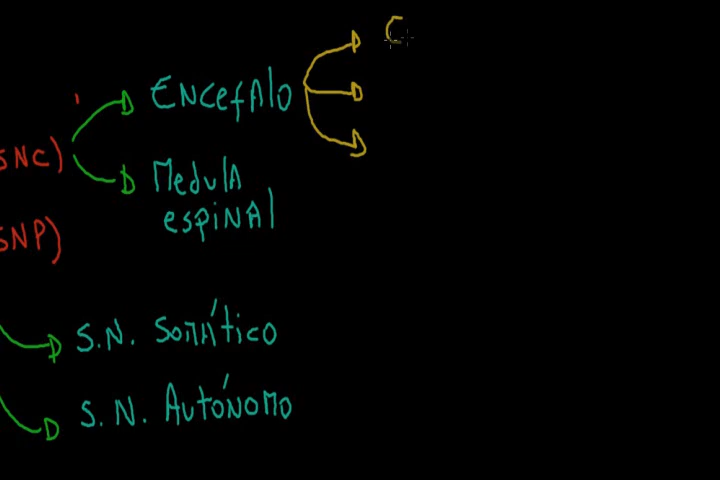 C
SNC)
Encefalo
Medula
espinal
SNP)
S.N. Somático
S.N. Autónomo